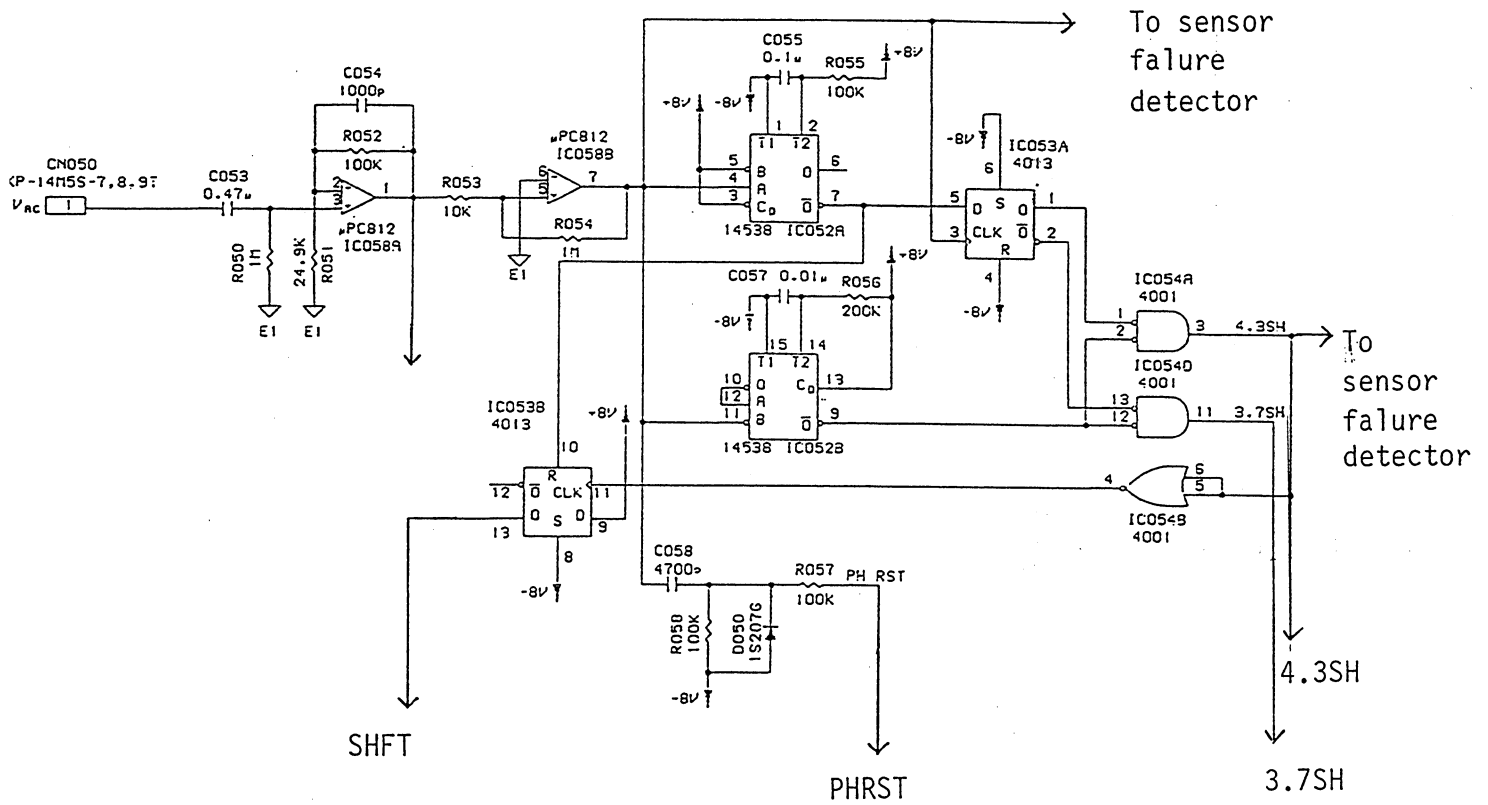 To sensor
falure
detector
C055
0.1μ
R055
100K
+8V
C054
1000p
+8V
-8V
1
2
T1
T2
-8V
IC053A
4013
6
R052
100K
μPC812
IC058B
CN050
C053
0.47μ
VAC
1
2
3
1
R053
10K
6
5
7
5
B
4
A
3
CD
Q
6
Q
7
14538
IC052A
5
D
S
Q
1
CLK
Q
2
3
R
4
-8V
μPC812
IC058A
R054
1M
E1
R050
1M
24.9K
R051
E1
E1
C057
0.01μ
R056
200K
+8V
-8V
15
14
T1
T2
10
Q
12
A
11
B
CD
13
Q
9
14538
IC052B
IC054A
4001
1
2
3
4.3SH
IC054D
4001
13
12
11
3.7SH
To
sensor
falure
detector
IC053B
4013
+8V
10
R
12
Q
CLK
11
13
Q
S
D
9
8
-8V
4
6
5
IC054B
4001
C058
R057
100K
PH RST
R058
100K
D050
1S2076
-8V
4.3SH
SHFT
PHRST
3.7SH